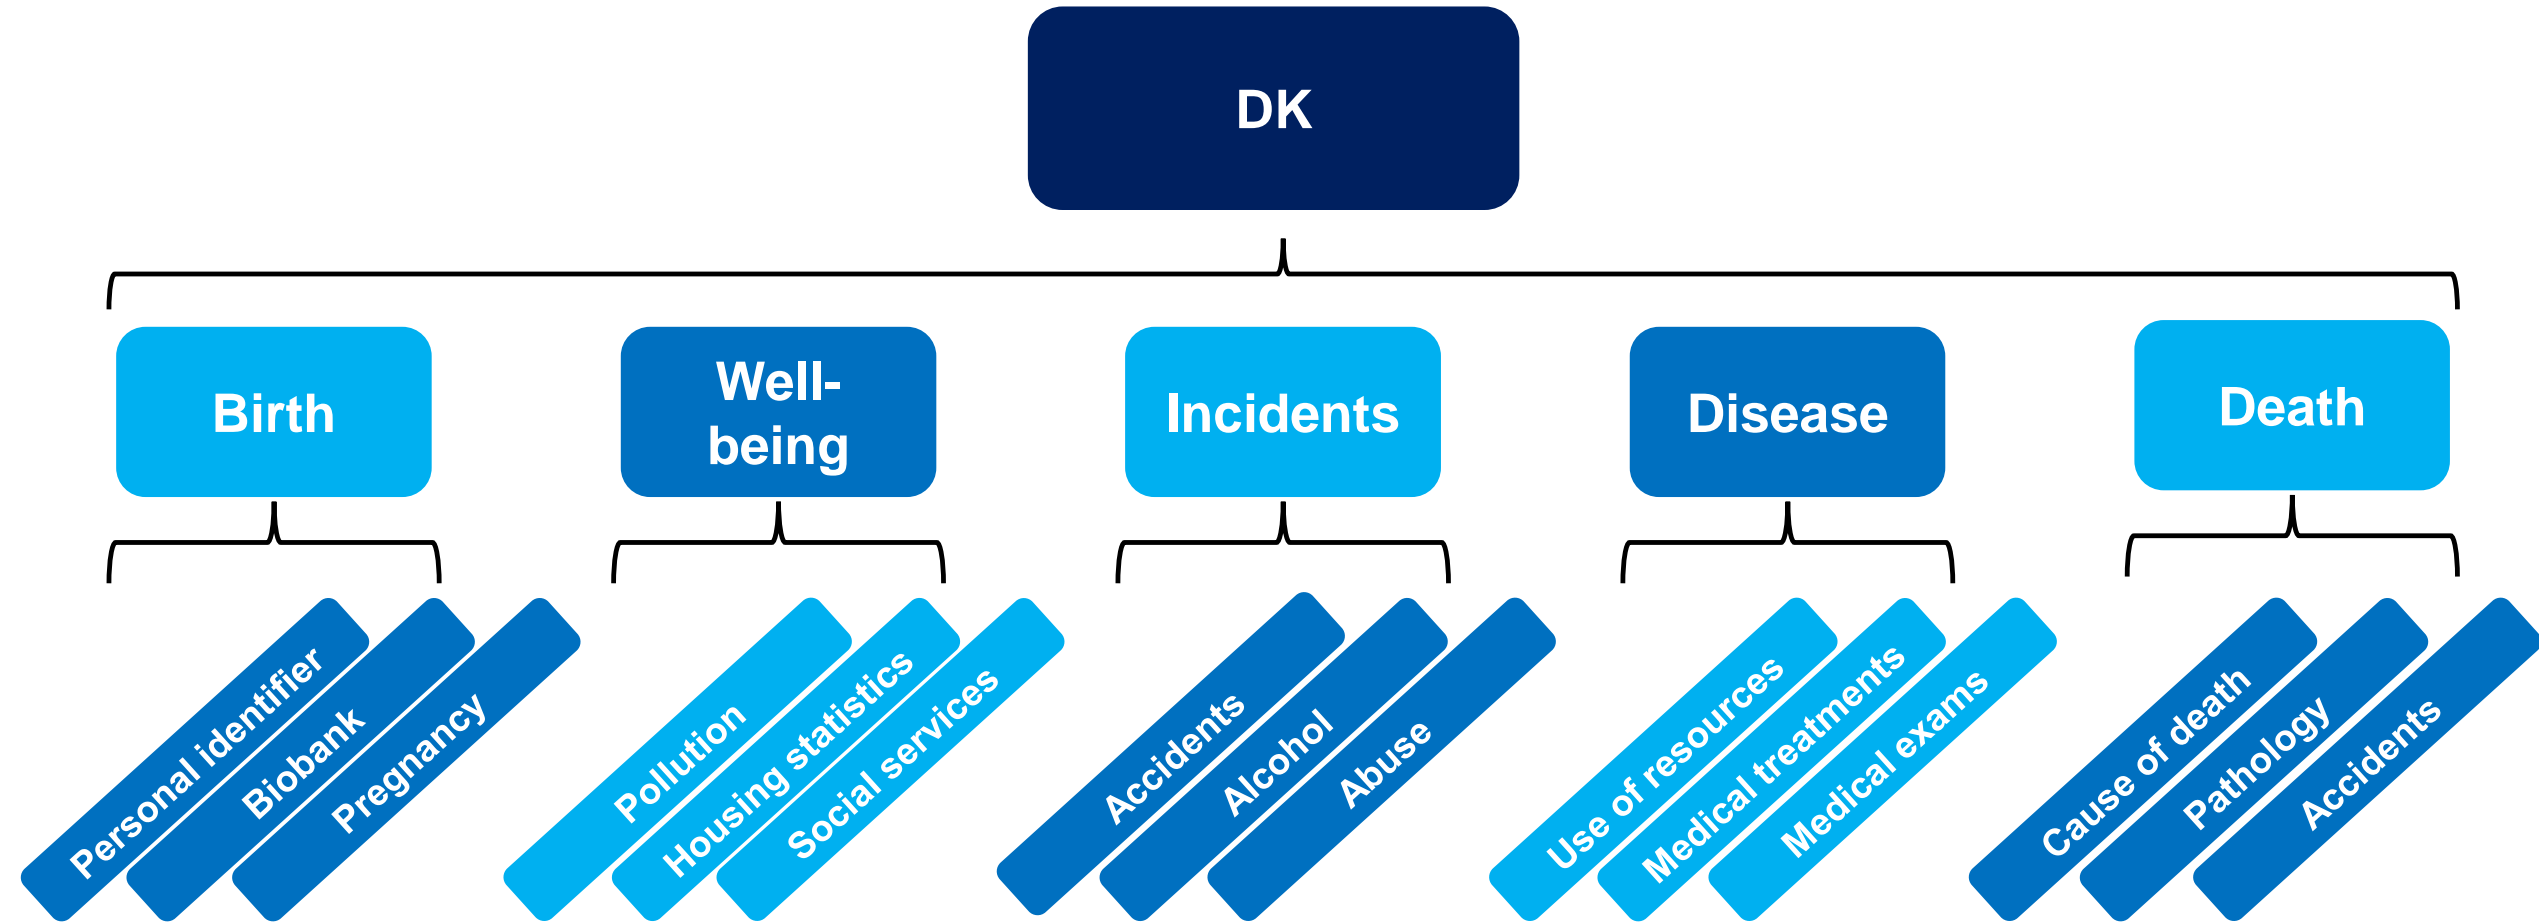 DK
Birth
Well-
being
Incidents
Disease
Death
Personal identifier
Biobank
Pregnancy
Pollution
Housing statistics
Social services
Accidents
Alcohol
Abuse
Use of resources
Medical treatments
Medical exams
Cause of death
Pathology
Accidents